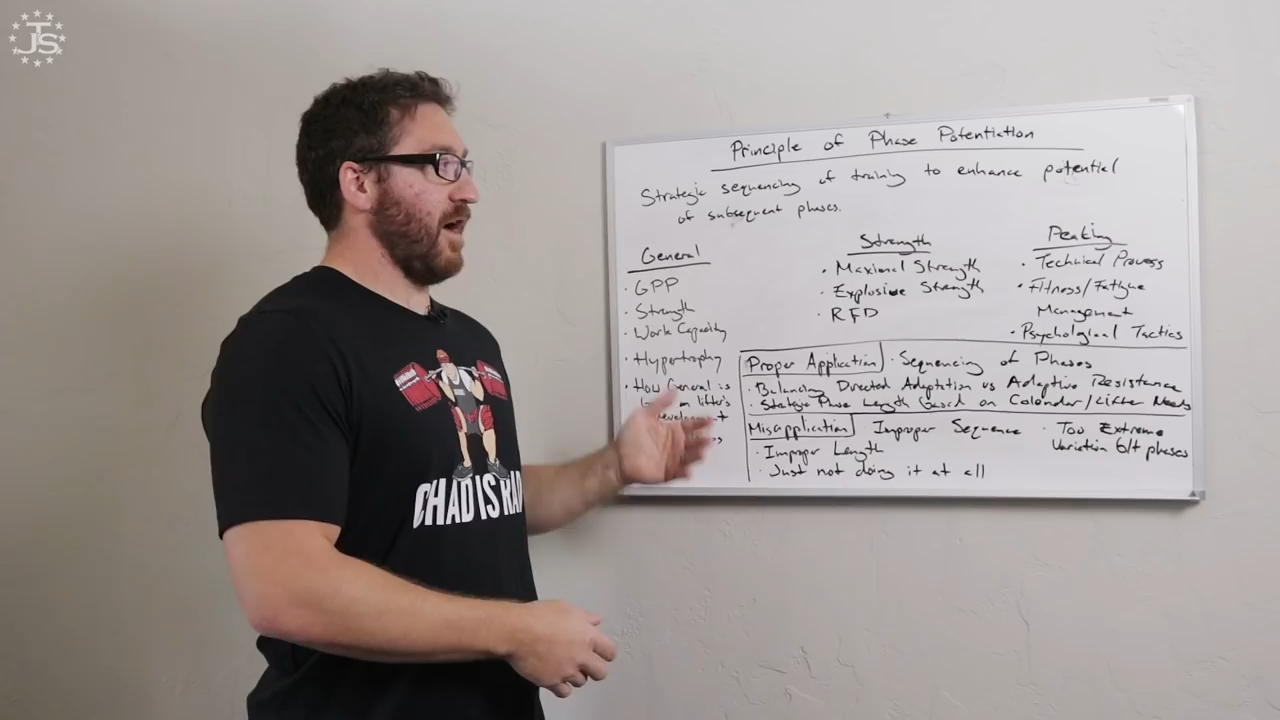 JTS
Principle of Phase Potentiation
Strategic sequencing of training to enhance potential
of subsequent phases.
General
· GPP
· Strength
· Work Capacity
· Hypertrophy
· How General is
lifter's
Strength
· Maximal Strength
· Explosive Strength
· RFD
Peaking
· Technical Prowess
· Fitness/Fatigue
Management
· Psychological Tactics
Proper Application · Sequencing of Phases
· Balancing Directed Adaptation vs Adaptive Resistance
· Strategic Phase Length Based on Calendar/Lifter Needs
Misapplication Improper Sequence
· Improper Length
· Just not doing it at all
· Too Extreme
Variation b/t phases
CHAD IS